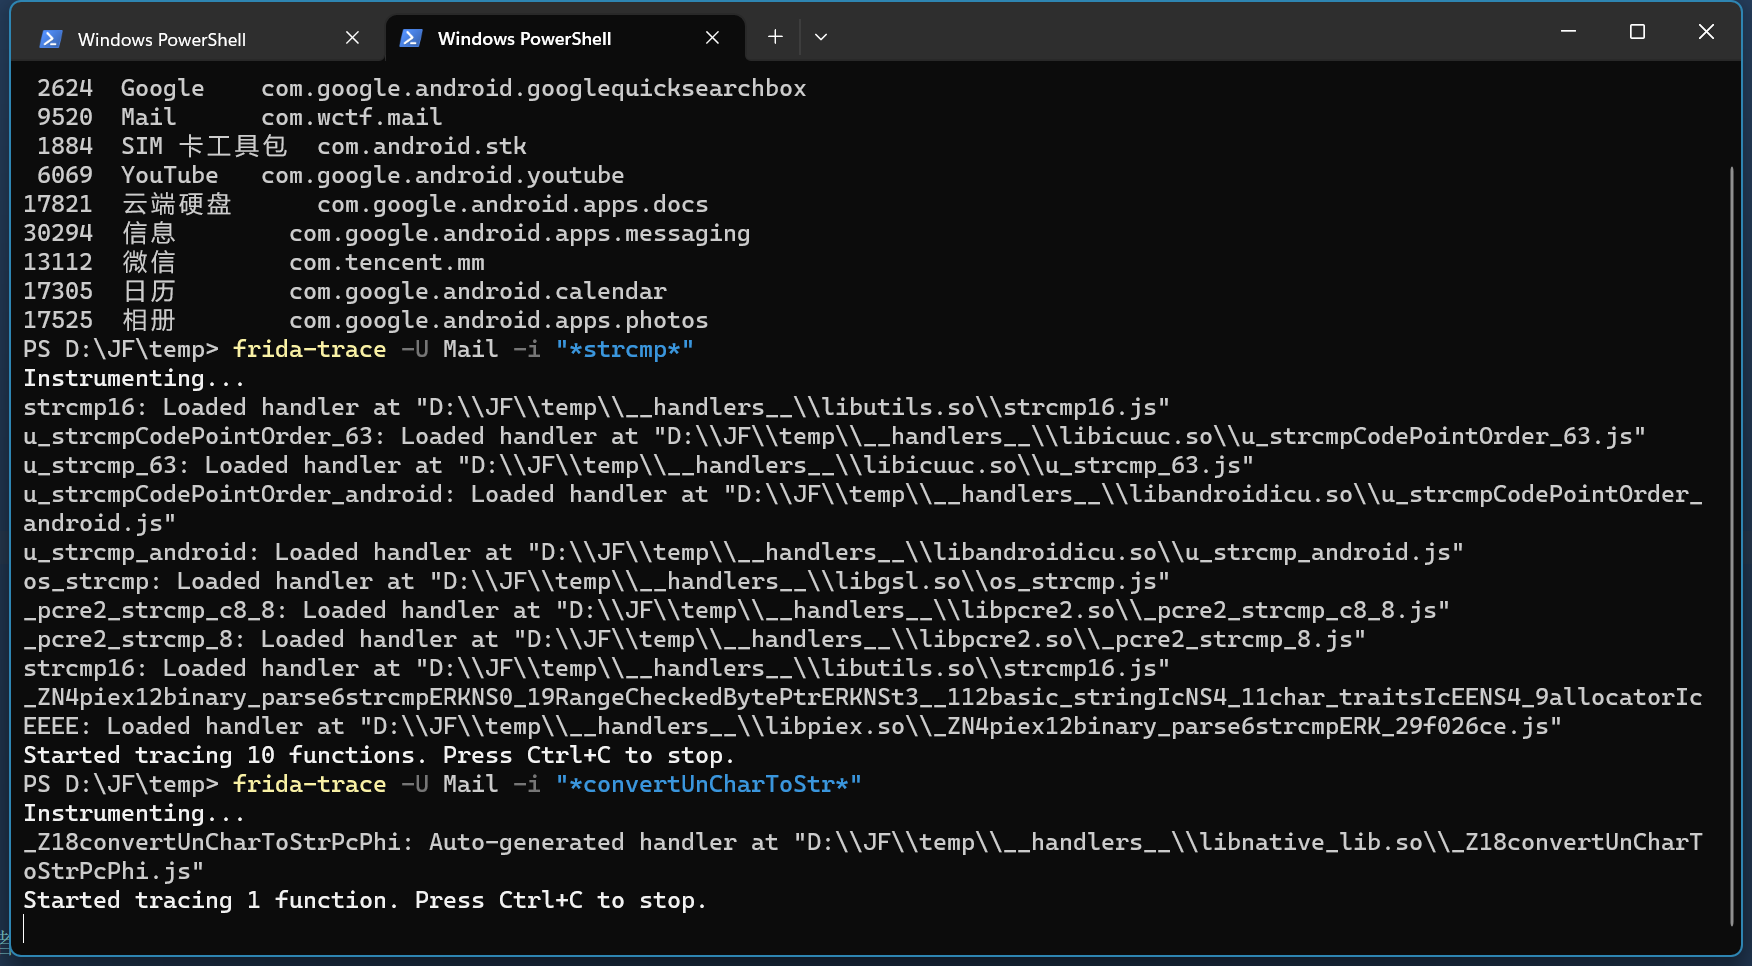 Windows PowerShell
Windows PowerShell
2624 Google com.google.android.googlequicksearchbox
9520 Mail com.wctf.mail
1884 SIM 卡工具包 com.android.stk
6069 YouTube com.google.android.youtube
17821 云端硬盘 com.google.android.apps.docs
30294 信息 com.google.android.apps.messaging
13112 微信 com.tencent.mm
17305 日历 com.google.android.calendar
17525 相册 com.google.android.apps.photos
PS D:\JF\temp> frida-trace -U Mail -i "*strcmp*"
Instrumenting...
strcmp16: Loaded handler at "D:\\JF\\temp\\__handlers__\\libutils.so\\strcmp16.js"
u_strcmpCodePointOrder_63: Loaded handler at "D:\\JF\\temp\\__handlers__\\libicuuc.so\\u_strcmpCodePointOrder_63.js"
u_strcmp_63: Loaded handler at "D:\\JF\\temp\\__handlers__\\libicuuc.so\\u_strcmp_63.js"
u_strcmpCodePointOrder_android: Loaded handler at "D:\\JF\\temp\\__handlers__\\libandroidicu.so\\u_strcmpCodePointOrder_
android.js"
u_strcmp_android: Loaded handler at "D:\\JF\\temp\\__handlers__\\libandroidicu.so\\u_strcmp_android.js"
os_strcmp: Loaded handler at "D:\\JF\\temp\\__handlers__\\libgsl.so\\os_strcmp.js"
_pcre2_strcmp_c8_8: Loaded handler at "D:\\JF\\temp\\__handlers__\\libpcre2.so\\_pcre2_strcmp_c8_8.js"
_pcre2_strcmp_8: Loaded handler at "D:\\JF\\temp\\__handlers__\\libpcre2.so\\_pcre2_strcmp_8.js"
strcmp16: Loaded handler at "D:\\JF\\temp\\__handlers__\\libutils.so\\strcmp16.js"
_ZN4piex12binary_parse6strcmpERKNS0_19RangeCheckedBytePtrERKNSt3__112basic_stringIcNS4_11char_traitsIcEENS4_9allocatorIc
EEEE: Loaded handler at "D:\\JF\\temp\\__handlers__\\libpiex.so\\_ZN4piex12binary_parse6strcmpERK_29f026ce.js"
Started tracing 10 functions. Press Ctrl+C to stop.
PS D:\JF\temp> frida-trace -U Mail -i "*convertUnCharToStr*"
Instrumenting...
_Z18convertUnCharToStrPcPhi: Auto-generated handler at "D:\\JF\\temp\\__handlers__\\libnative_lib.so\\_Z18convertUnCharT
oStrPcPhi.js"
Started tracing 1 function. Press Ctrl+C to stop.